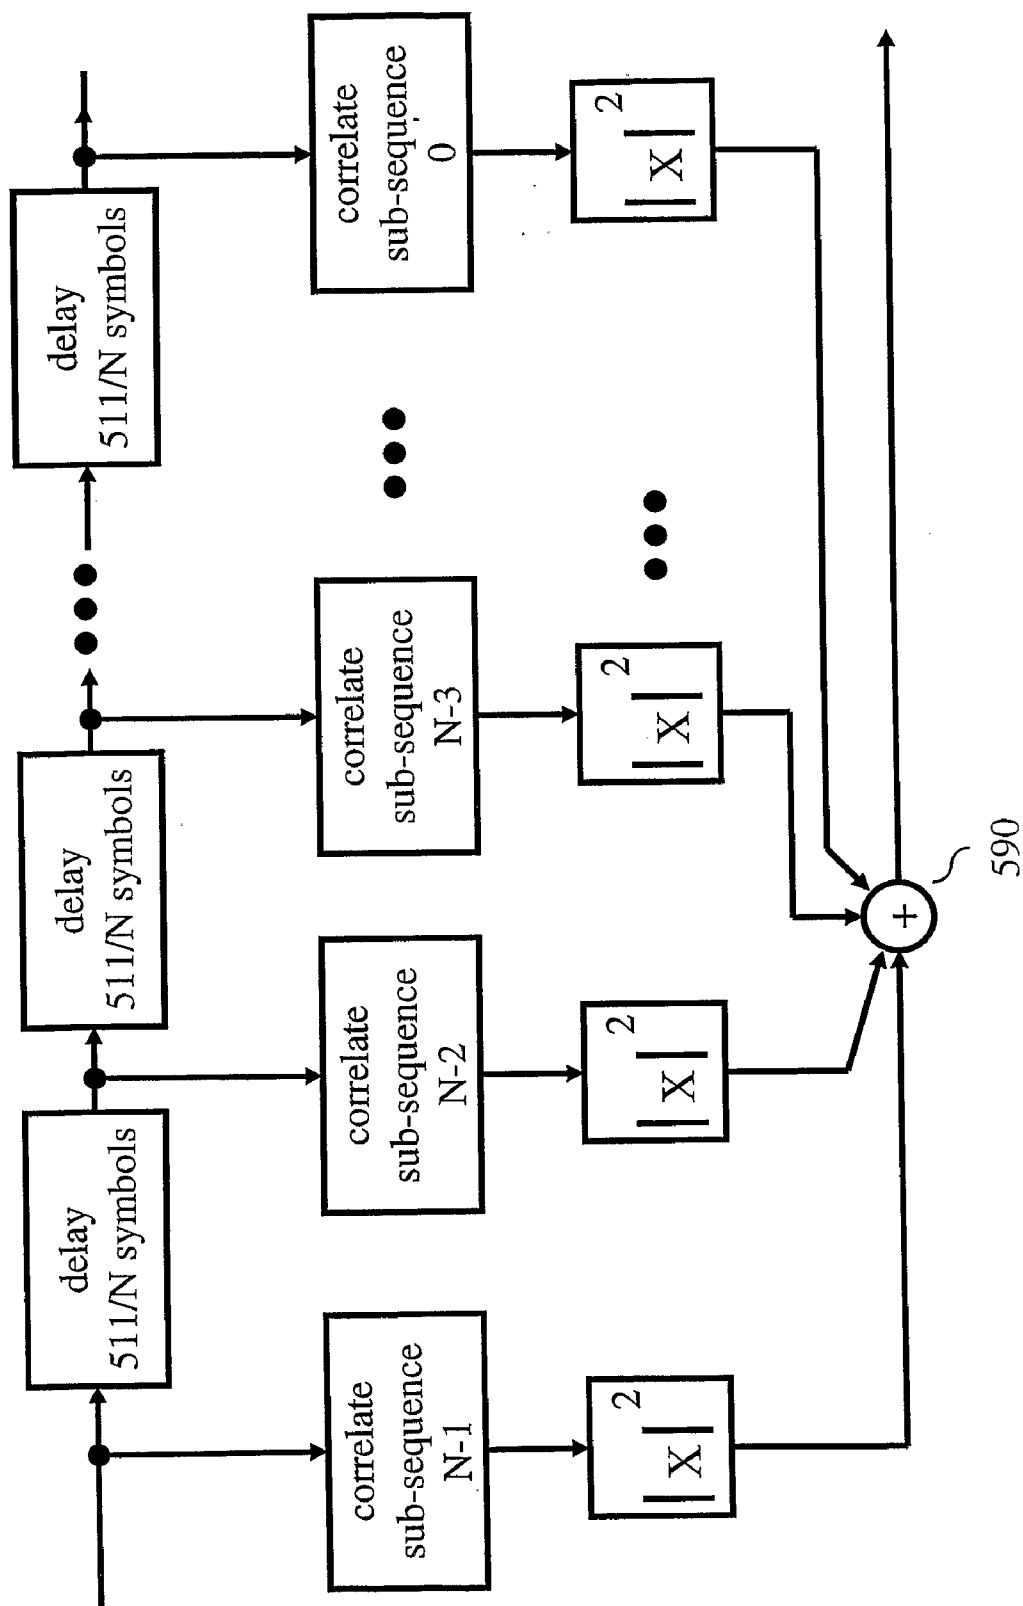 delay
511/N symbols
delay
511/N symbols
delay
511/N symbols
correlate
sub-sequence
N-1
correlate
sub-sequence
N-2
correlate
sub-sequence
N-3
correlate
sub-sequence
0
|X|²
|X|²
|X|²
|X|²
+
590